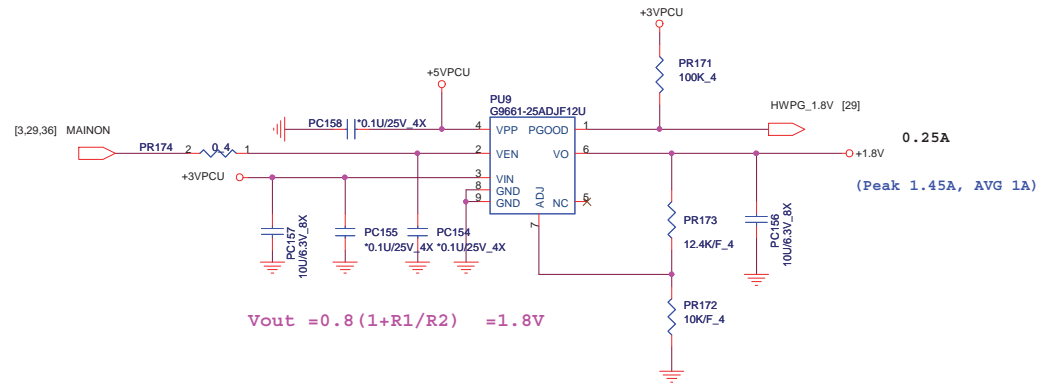 +3VPCU
PR171
100K_4
+5VPCU
PU9
G9661-25ADJF12U
HWPG_1.8V [29]
[3,29,36] MAINON
PC158
*0.1U/25V_4X
4 VPP PGOOD 1
0.25A
PR174 2 0_4 1
2 VEN VO 6
+1.8V
+3VPCU
3 VIN
8 GND
9 GND
ADJ
NC 5
7
(Peak 1.45A, AVG 1A)
PC157
10U/6.3V_8X
PC155
*0.1U/25V_4X
PC154
*0.1U/25V_4X
PR173
12.4K/F_4
PC156
10U/6.3V_8X
Vout =0.8(1+R1/R2) =1.8V
PR172
10K/F_4